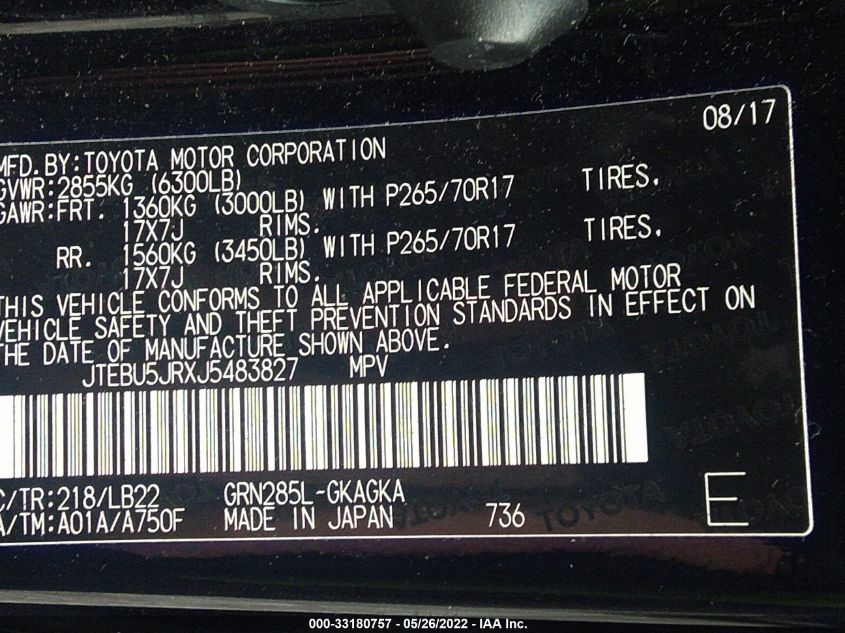 08/17
MFD. BY: TOYOTA MOTOR CORPORATION
GVWR: 2855KG (6300LB)
GAWR: FRT. 1360KG (3000LB) WITH P265/70R17 TIRES.
17X7J RIMS.
RR. 1560KG (3450LB) WITH P265/70R17 TIRES.
17X7J RIMS.
THIS VEHICLE CONFORMS TO ALL APPLICABLE FEDERAL MOTOR
VEHICLE SAFETY AND THEFT PREVENTION STANDARDS IN EFFECT ON
THE DATE OF MANUFACTURE SHOWN ABOVE.
JTEBU5JRXJ5483827 MPV
C/TR: 218/LB22 GRN285L-GKAGKA
A/TM: A01A/A750F MADE IN JAPAN 736 E
000-33180757 - 05/26/2022 - IAA Inc.